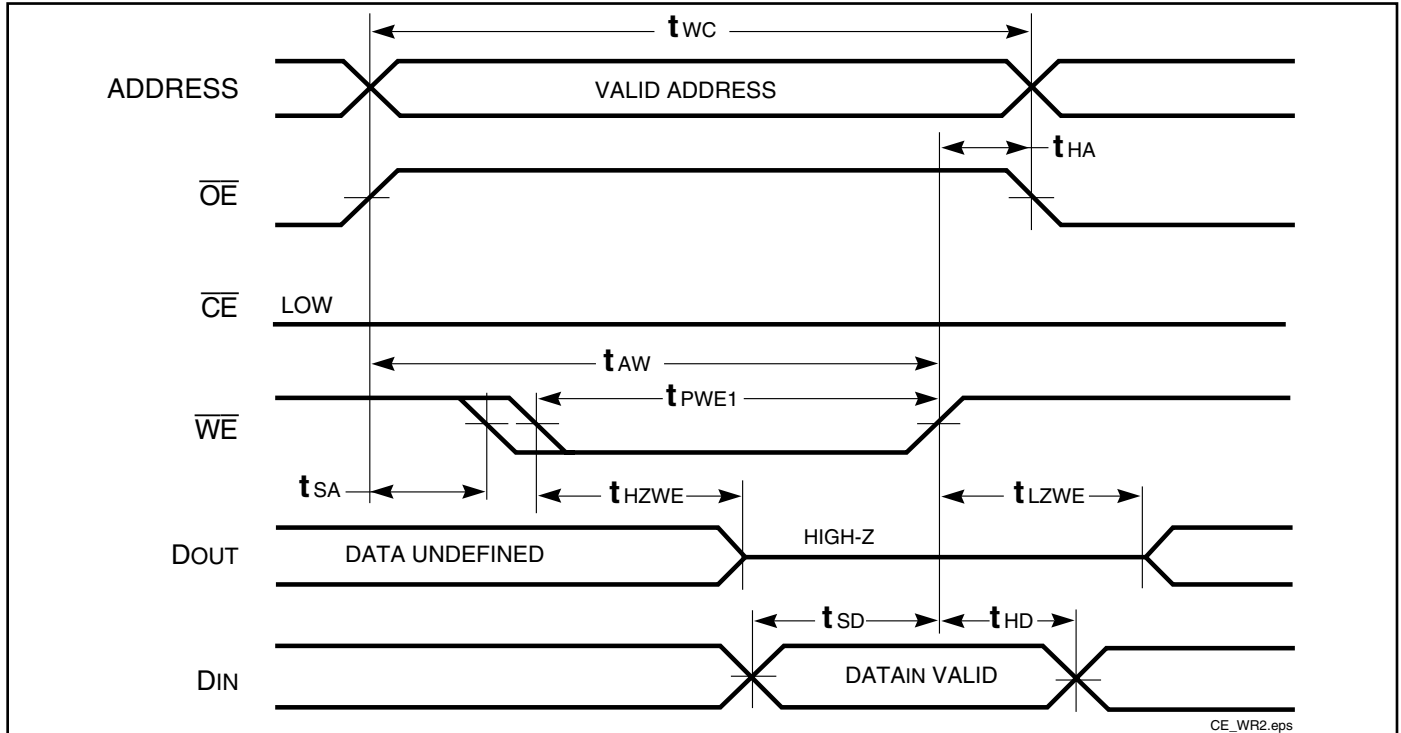 tWC
ADDRESS
VALID ADDRESS
tHA
OE
CE
LOW
tAW
tPWE1
WE
tSA
tHZWE
tLZWE
DOUT
DATA UNDEFINED
HIGH-Z
tSD
tHD
DIN
DATAIN VALID
CE_WR2.eps